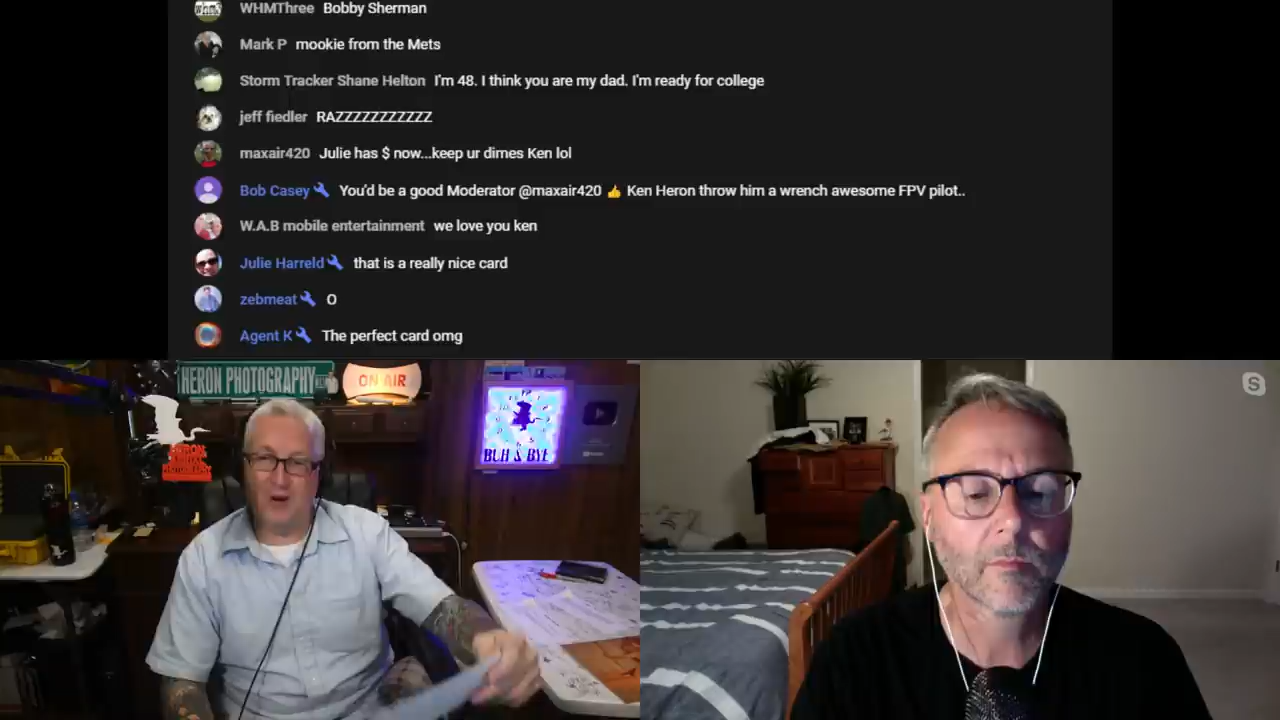 WHMThree Bobby Sherman
Mark P mookie from the Mets
Storm Tracker Shane Helton I'm 48. I think you are my dad. I'm ready for college
jeff fiedler RAZZZZZZZZZZZ
maxair420 Julie has $ now...keep ur dimes Ken lol
Bob Casey You'd be a good Moderator @maxair420 👍 Ken Heron throw him a wrench awesome FPV pilot..
W.A.B mobile entertainment we love you ken
Julie Harreld that is a really nice card
zebmeat O
Agent K The perfect card omg
HERON PHOTOGRAPHY
ON AIR
BUH & BYE
S